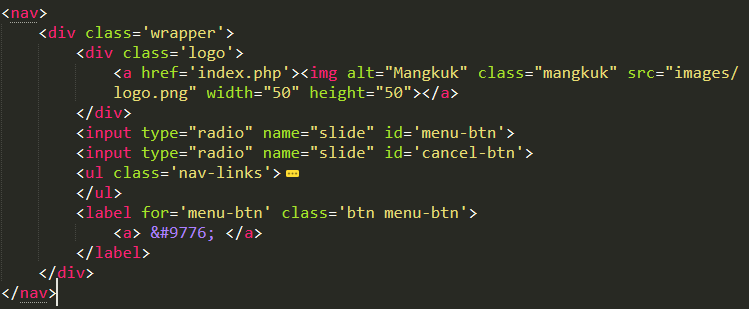 <nav>
<div class='wrapper'>
<div class='logo'>
<a href='index.php'><img alt="Mangkuk" class="mangkuk" src="images/
logo.png" width="50" height="50"></a>
</div>
<input type="radio" name="slide" id='menu-btn'>
<input type="radio" name="slide" id='cancel-btn'>
<ul class='nav-links'>
</ul>
<label for='menu-btn' class='btn menu-btn'>
<a> &#9776; </a>
</label>
</div>
</nav>